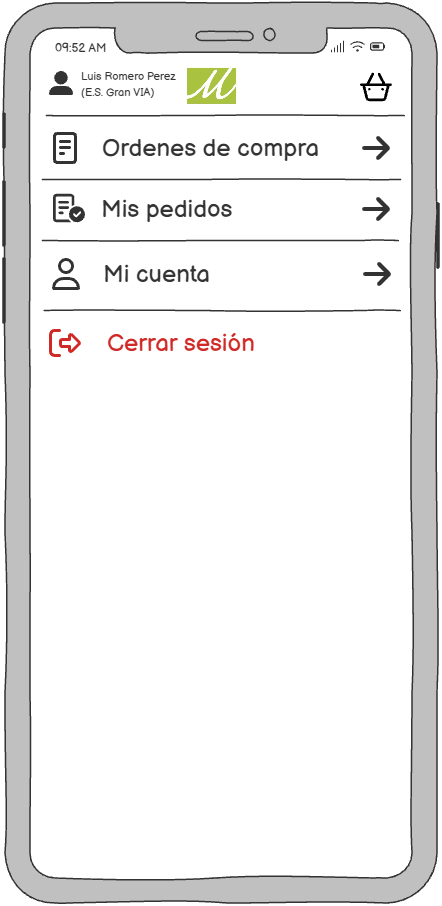 09:52 AM
Luis Romero Perez
(E.S. Gran VIA)
M
Ordenes de compra
Mis pedidos
Mi cuenta
Cerrar sesión